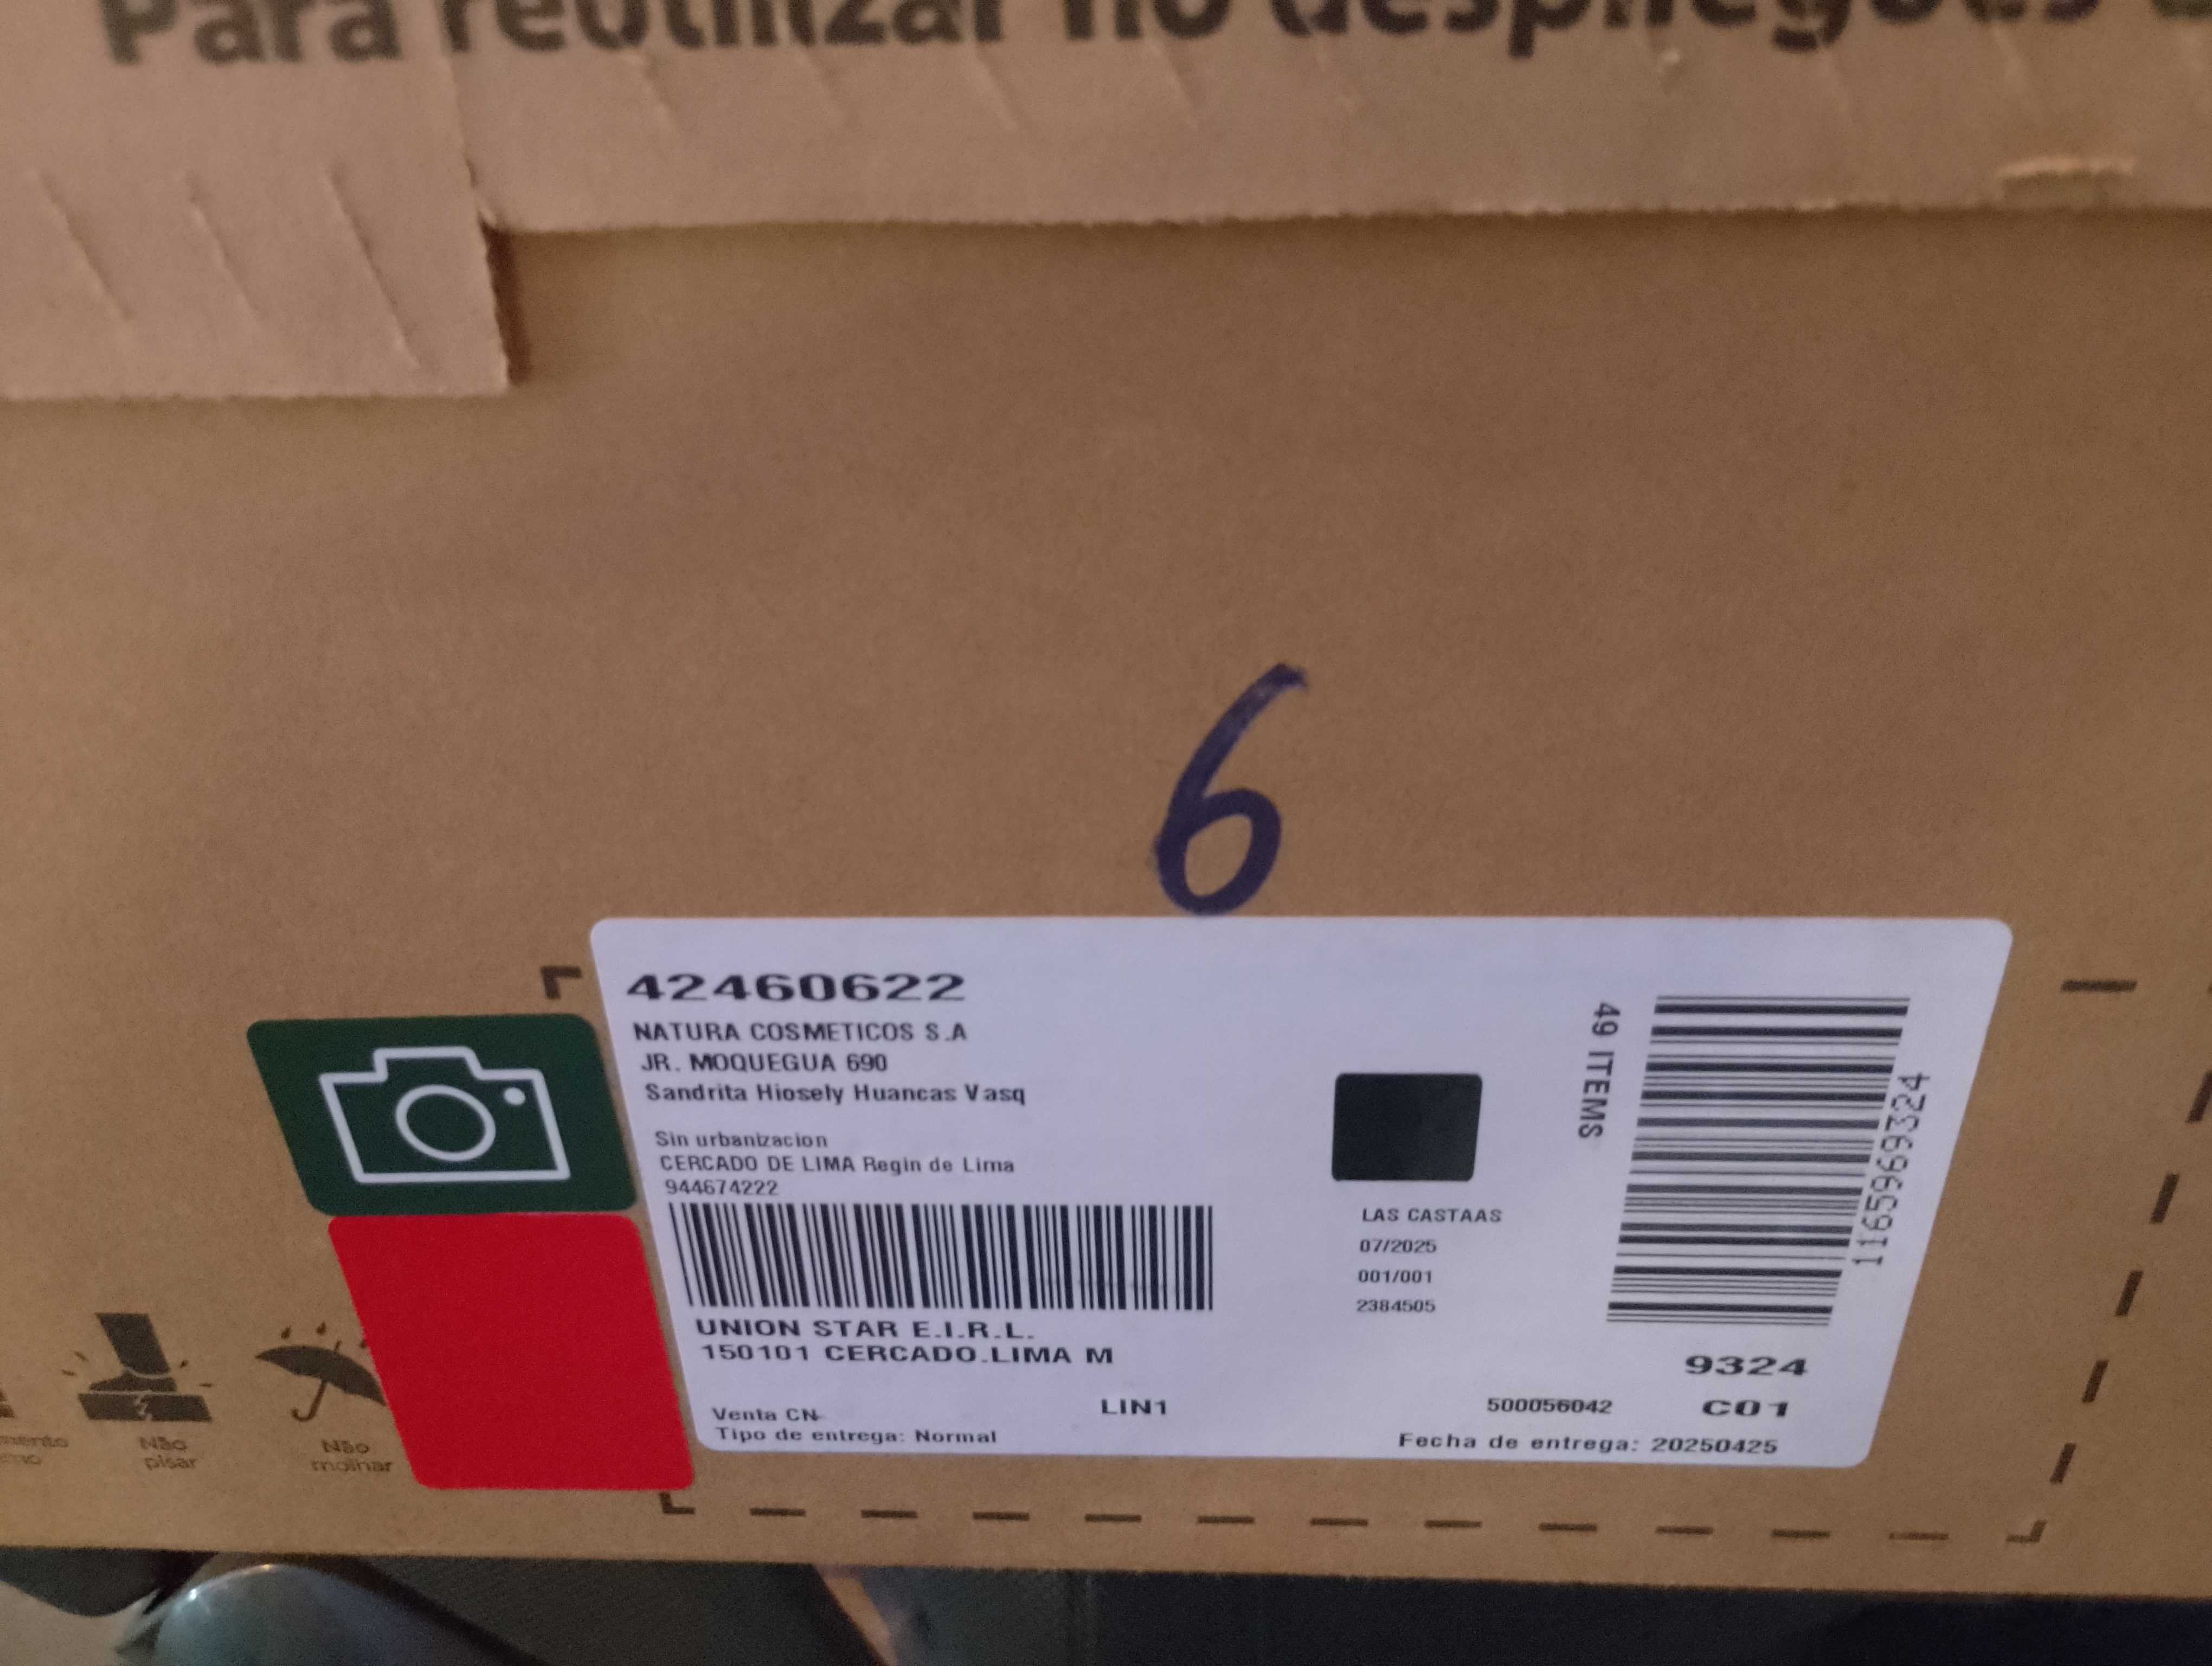 Para reutilizar no despliegues
6
42460622
NATURA COSMETICOS S.A
JR. MOQUEGUA 690
Sandrita Hiosely Huancas Vasq
Sin urbanizacion
CERCADO DE LIMA Regin de Lima
944674222
UNION STAR E.I.R.L.
150101 CERCADO.LIMA M
Venta CN
LIN1
Tipo de entrega: Normal
LAS CASTAAS
07/2025
001/001
2384505
49 ITEMS
1165969324
9324
500056042
C01
Fecha de entrega: 20250425
Não
pisar
Não
molhar